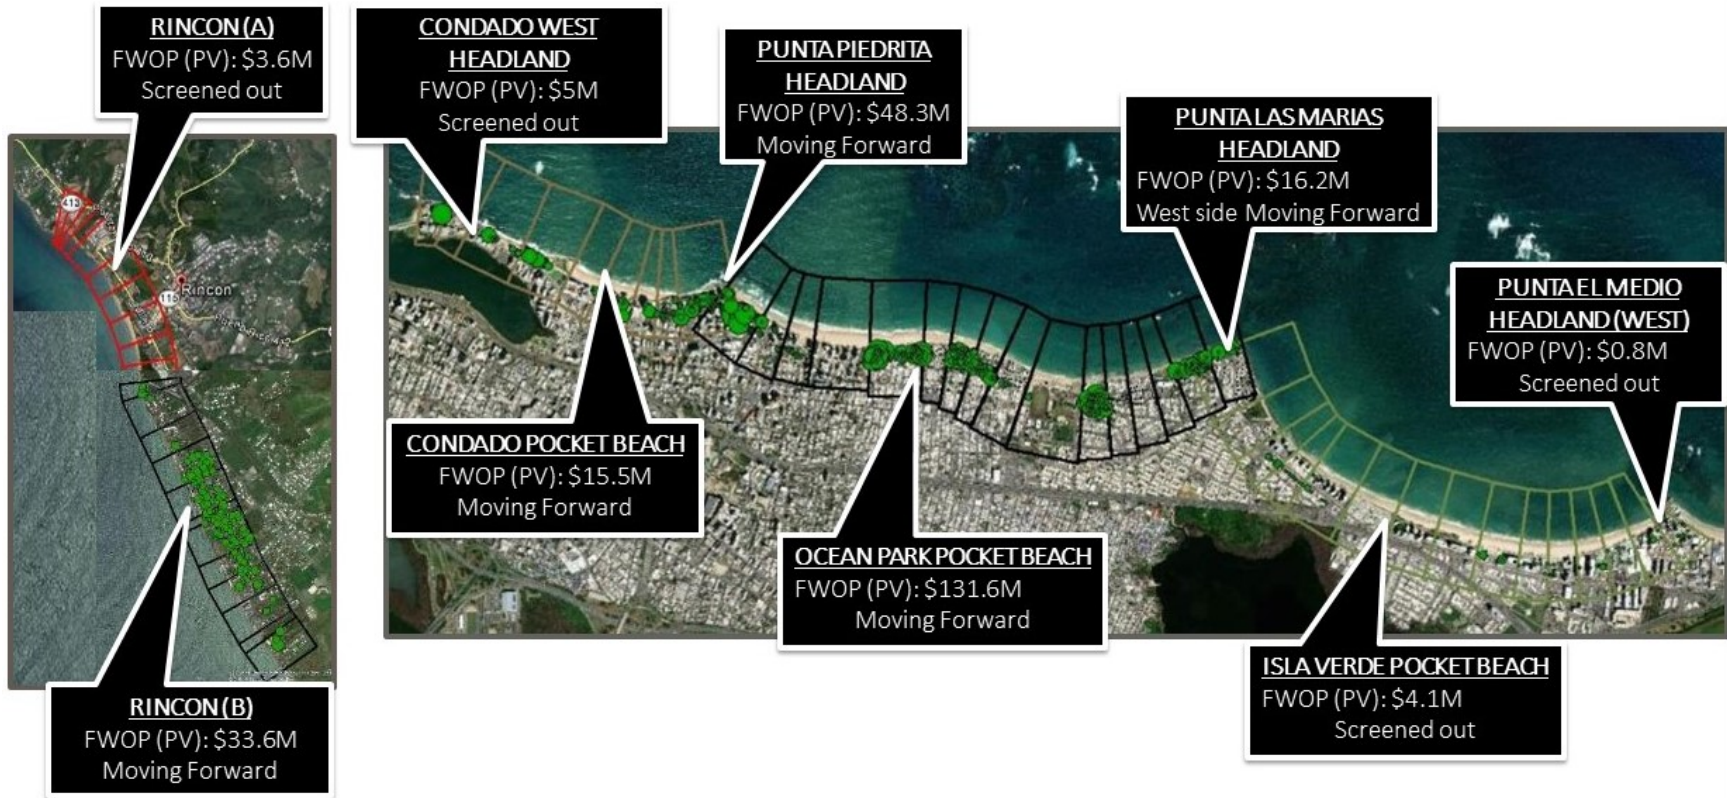 RINCON (A)
FWOP (PV): $3.6M
Screened out
CONDADO WEST
HEADLAND
FWOP (PV): $5M
Screened out
PUNTA PIEDRITA
HEADLAND
FWOP (PV): $48.3M
Moving Forward
PUNTA LAS MARIAS
HEADLAND
FWOP (PV): $16.2M
West side Moving Forward
PUNTA EL MEDIO
HEADLAND (WEST)
FWOP (PV): $0.8M
Screened out
413
115
Rincon
CONDADO POCKET BEACH
FWOP (PV): $15.5M
Moving Forward
OCEAN PARK POCKET BEACH
FWOP (PV): $131.6M
Moving Forward
ISLA VERDE POCKET BEACH
FWOP (PV): $4.1M
Screened out
RINCON (B)
FWOP (PV): $33.6M
Moving Forward